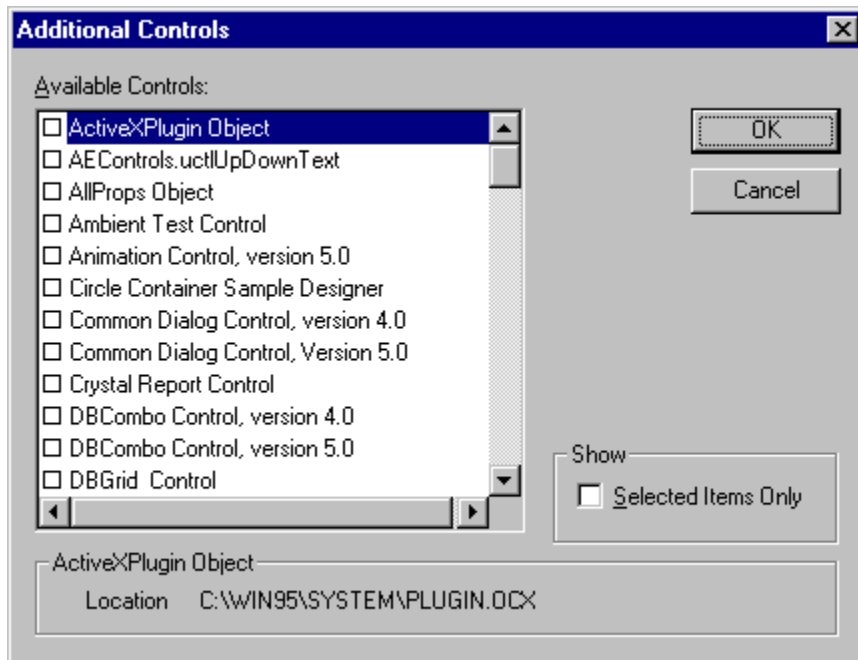 Additional Controls
Available Controls:
ActiveXPlugin Object
AEControls.uctlUpDownText
AllProps Object
Ambient Test Control
Animation Control, version 5.0
Circle Container Sample Designer
Common Dialog Control, version 4.0
Common Dialog Control, Version 5.0
Crystal Report Control
DBCombo Control, version 4.0
DBCombo Control, version 5.0
DBGrid  Control
OK
Cancel
Show
Selected Items Only
ActiveXPlugin Object
Location C:\WIN95\SYSTEM\PLUGIN.OCX